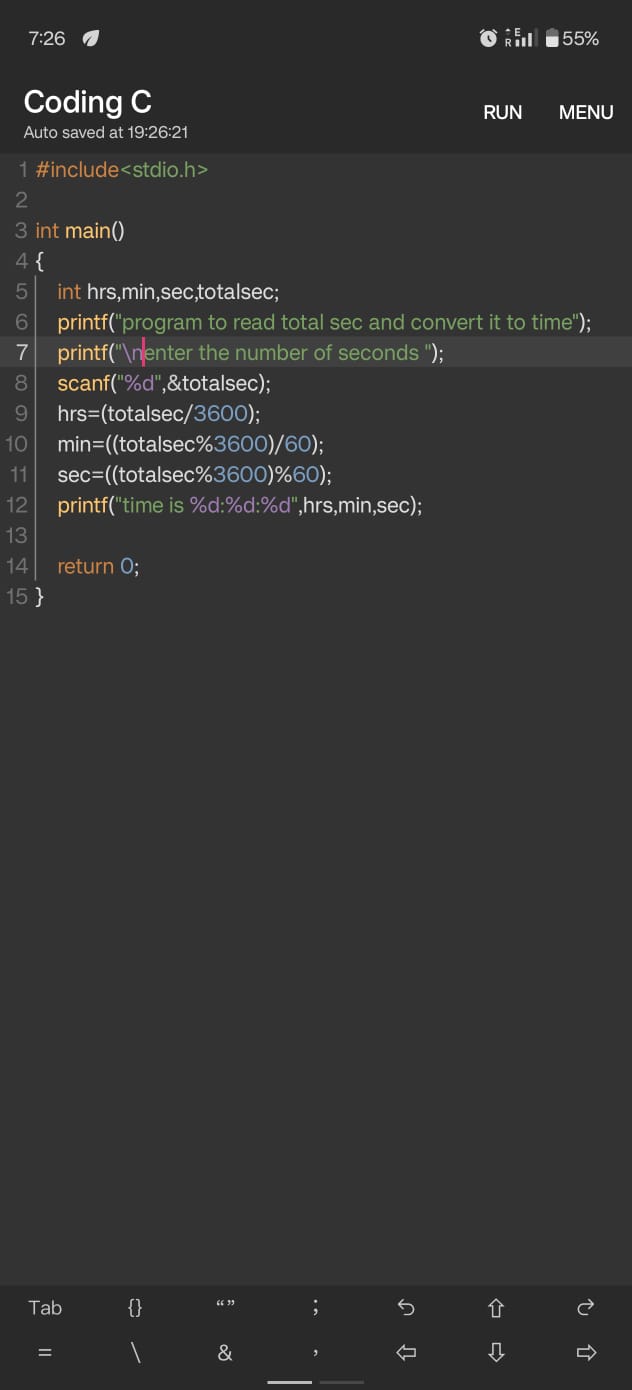 7:26
E
R
55%
Coding C
RUN
MENU
Auto saved at 19:26:21
1 #include<stdio.h>
2
3 int main()
4 {
5 int hrs,min,sec,totalsec;
6 printf("program to read total sec and convert it to time");
7 printf("\nenter the number of seconds ");
8 scanf("%d",&totalsec);
9 hrs=(totalsec/3600);
10 min=((totalsec%3600)/60);
11 sec=((totalsec%3600)%60);
12 printf("time is %d:%d:%d",hrs,min,sec);
13
14 return 0;
15 }
Tab {} “” ;
= \ & ,